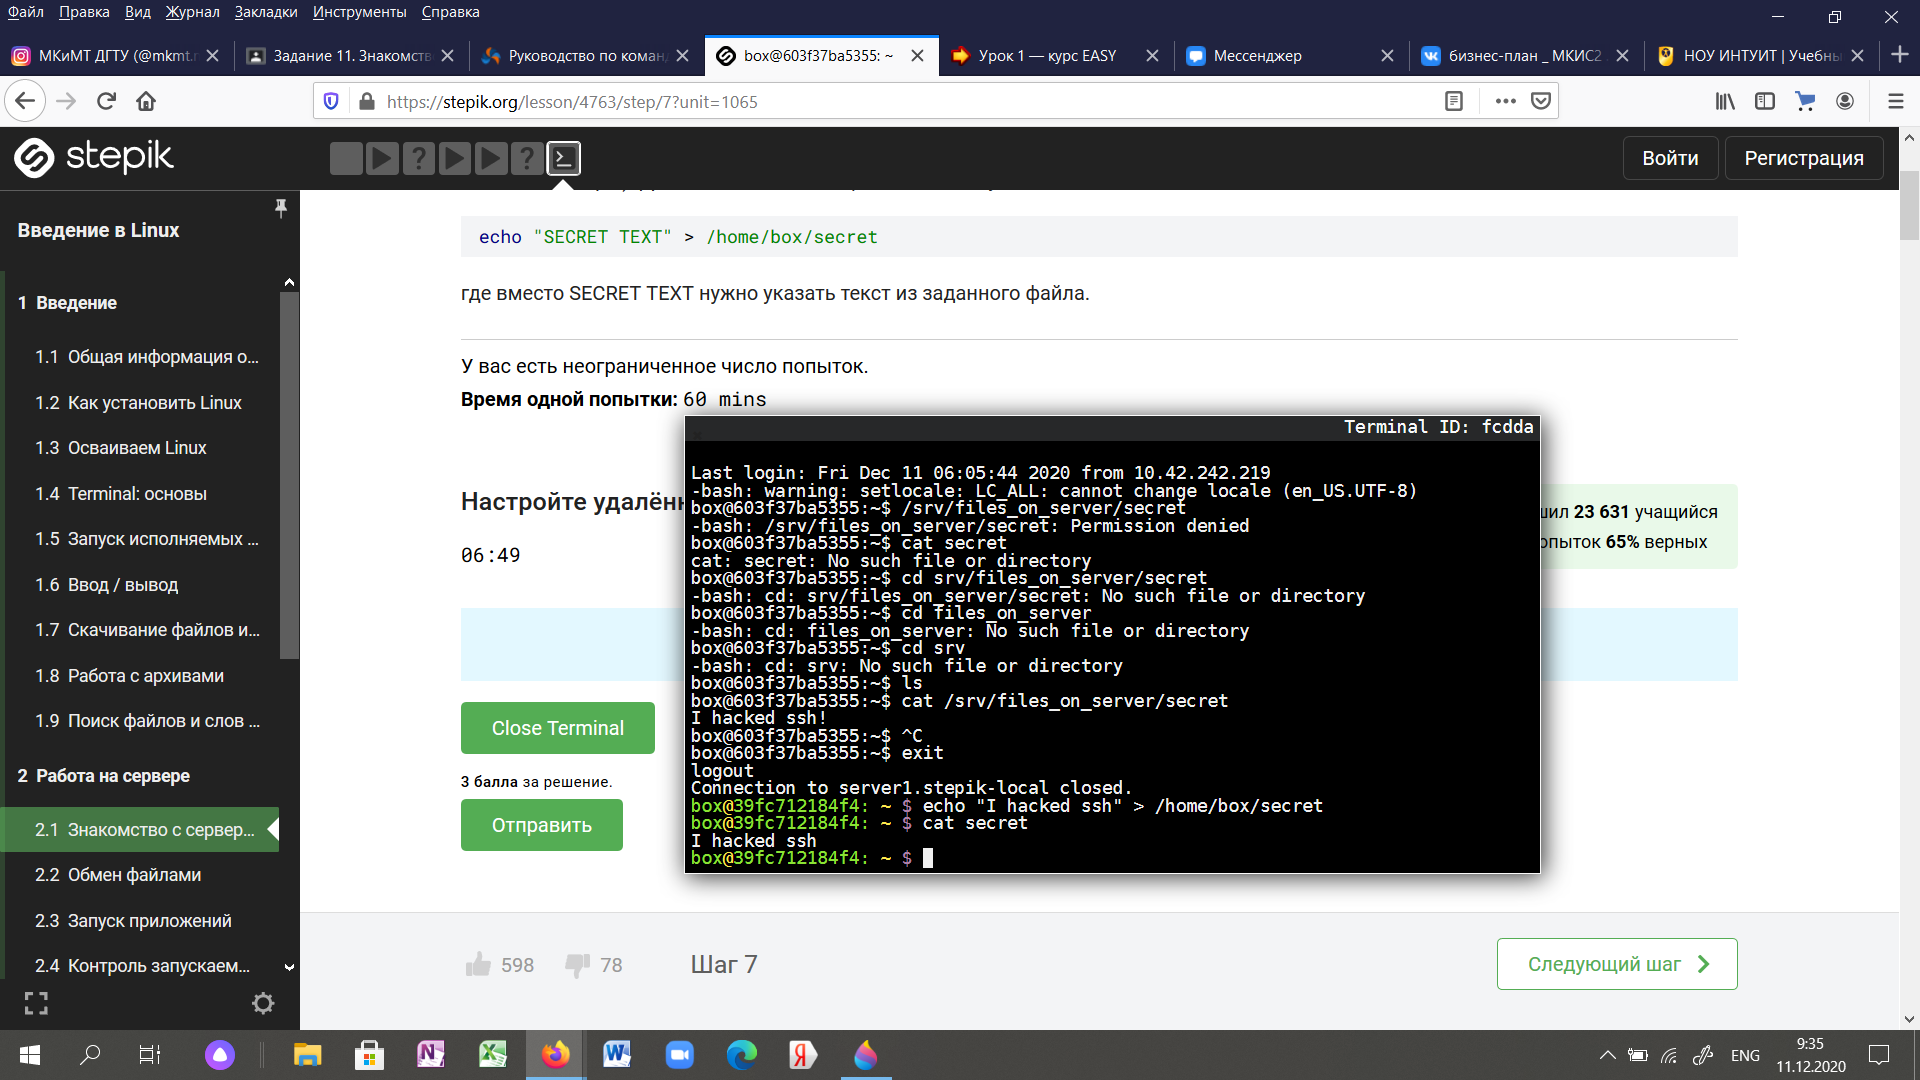 Файл Правка Вид Журнал Закладки Инструменты Справка
МКиМТ ДГТУ (@mkmt.r
Задание 11. Знакомств
Руководство по коман
box@603f37ba5355: ~
Урок 1 — курс EASY
Мессенджер
бизнес-план _ МКИС2
НОУ ИНТУИТ | Учебны
https://stepik.org/lesson/4763/step/7?unit=1065
stepik
Войти
Регистрация
Введение в Linux
1 Введение
1.1 Общая информация о...
1.2 Как установить Linux
1.3 Осваиваем Linux
1.4 Terminal: основы
1.5 Запуск исполняемых ...
1.6 Ввод / вывод
1.7 Скачивание файлов и...
1.8 Работа с архивами
1.9 Поиск файлов и слов ...
2 Работа на сервере
2.1 Знакомство с сервер...
2.2 Обмен файлами
2.3 Запуск приложений
2.4 Контроль запускаем...
echo "SECRET TEXT" > /home/box/secret
где вместо SECRET TEXT нужно указать текст из заданного файла.
У вас есть неограниченное число попыток.
Время одной попытки: 60 mins
Настройте удалён
06:49
шил 23 631 учащийся
опыток 65% верных
Terminal ID: fcdda
Last login: Fri Dec 11 06:05:44 2020 from 10.42.242.219
-bash: warning: setlocale: LC_ALL: cannot change locale (en_US.UTF-8)
box@603f37ba5355:~$ /srv/files_on_server/secret
-bash: /srv/files_on_server/secret: Permission denied
box@603f37ba5355:~$ cat secret
cat: secret: No such file or directory
box@603f37ba5355:~$ cd srv/files_on_server/secret
-bash: cd: srv/files_on_server/secret: No such file or directory
box@603f37ba5355:~$ cd files_on_server
-bash: cd: files_on_server: No such file or directory
box@603f37ba5355:~$ cd srv
-bash: cd: srv: No such file or directory
box@603f37ba5355:~$ ls
box@603f37ba5355:~$ cat /srv/files_on_server/secret
I hacked ssh!
box@603f37ba5355:~$ ^C
box@603f37ba5355:~$ exit
logout
Connection to server1.stepik-local closed.
box@39fc712184f4: ~ $ echo "I hacked ssh" > /home/box/secret
box@39fc712184f4: ~ $ cat secret
I hacked ssh
box@39fc712184f4: ~ $
Close Terminal
3 балла за решение.
Отправить
598
78
Шаг 7
Следующий шаг
ENG
9:35
11.12.2020